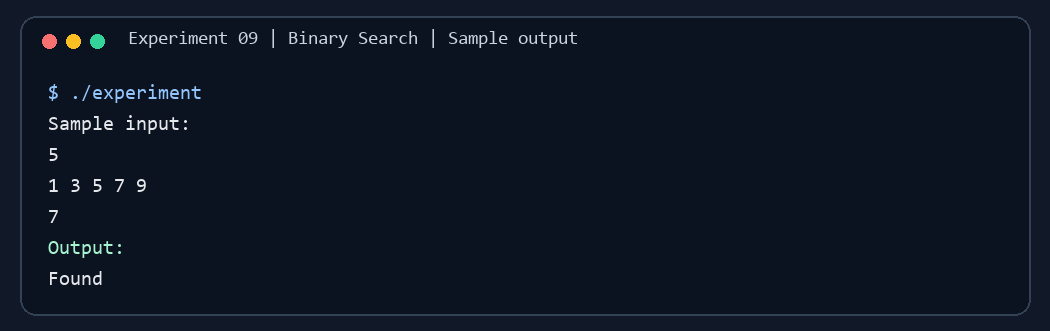 Experiment 09 | Binary Search | Sample output
$ ./experiment
Sample input:
5
1 3 5 7 9
7
Output:
Found